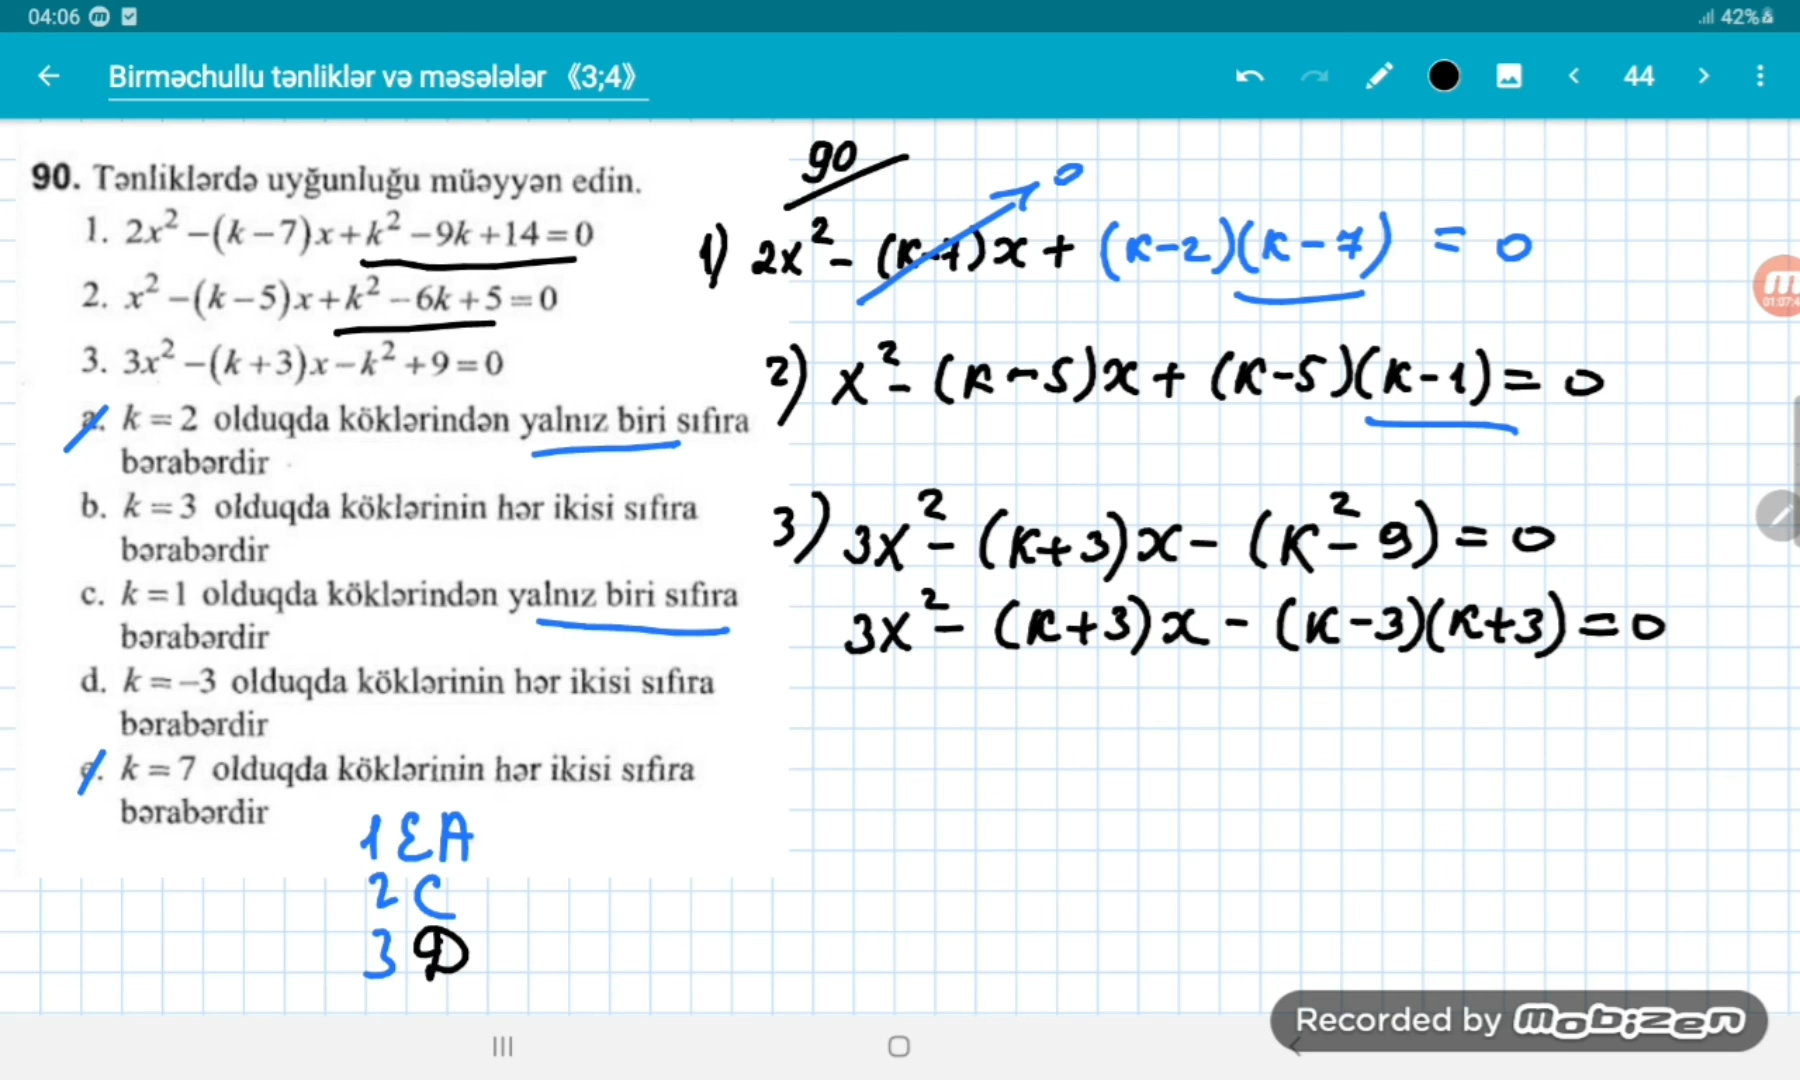 04:06
42%
Birməchullu tənliklər və məsələlər 《3;4》
44
90. Tənliklərdə uyğunluğu müəyyən edin.
1. 2x² −(k−7)x+k² −9k+14=0
2. x² −(k−5)x+k² −6k+5=0
3. 3x² −(k+3)x−k² +9=0
a. k=2 olduqda köklərindən yalnız biri sıfıra
bərabərdir
b. k=3 olduqda köklərinin hər ikisi sıfıra
bərabərdir
c. k=1 olduqda köklərindən yalnız biri sıfıra
bərabərdir
d. k=−3 olduqda köklərinin hər ikisi sıfıra
bərabərdir
e. k=7 olduqda köklərinin hər ikisi sıfıra
bərabərdir
1 E A
2 C
3 D
90
0
1) 2x² − (k−7)x + (k−2)(k−7) = 0
2) x² − (k−5)x + (k−5)(k−1) = 0
3) 3x² − (k+3)x − (k²−9) = 0
3x² − (k+3)x − (k−3)(k+3) = 0
Recorded by mobizen